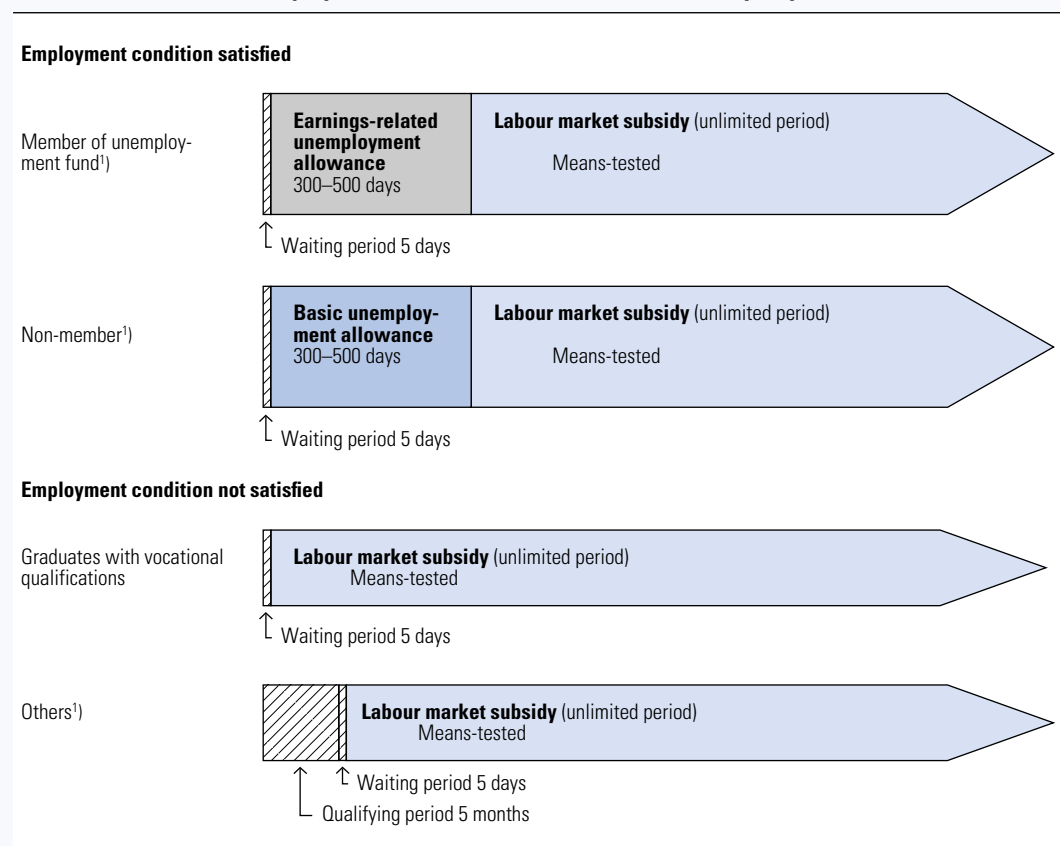 Employment condition satisfied
Member of unemploy-
ment fund¹)
Earnings-related
unemployment
allowance
300–500 days
Labour market subsidy (unlimited period)
Means-tested
Waiting period 5 days
Non-member¹)
Basic unemploy-
ment allowance
300–500 days
Labour market subsidy (unlimited period)
Means-tested
Waiting period 5 days
Employment condition not satisfied
Graduates with vocational
qualifications
Labour market subsidy (unlimited period)
Means-tested
Waiting period 5 days
Others¹)
Labour market subsidy (unlimited period)
Means-tested
Waiting period 5 days
Qualifying period 5 months